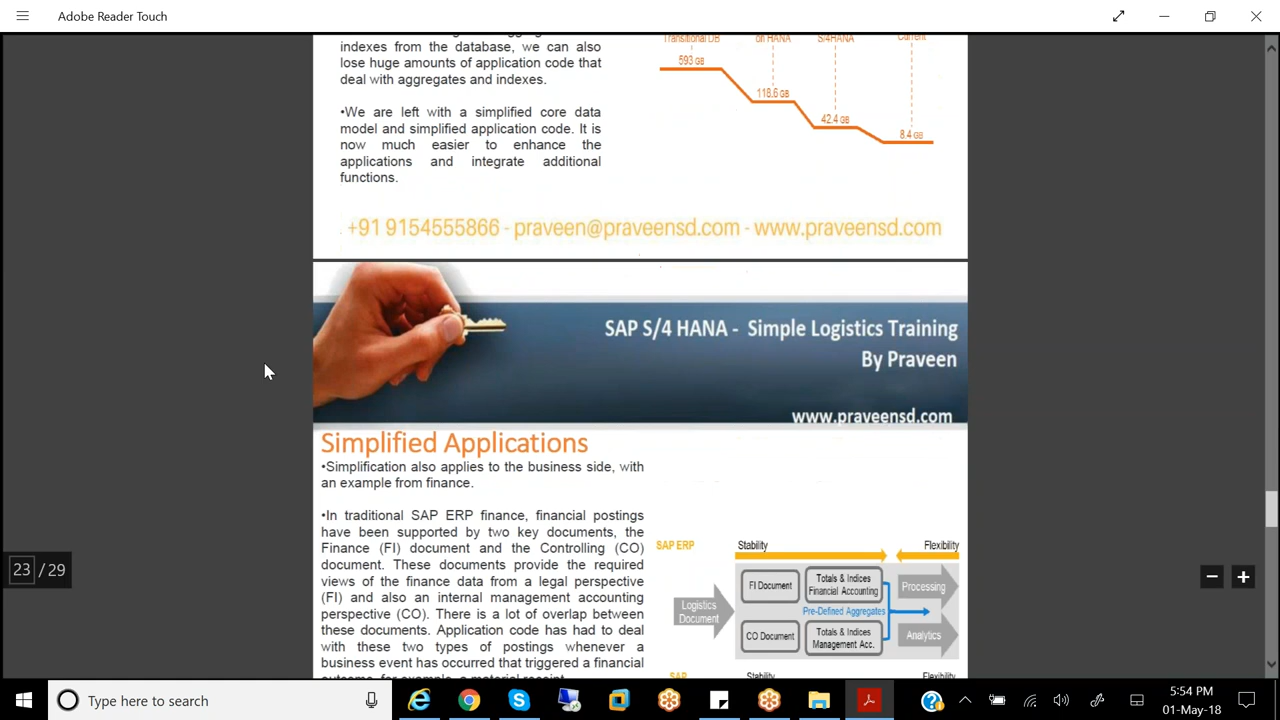 Adobe Reader Touch
indexes from the database, we can also
lose huge amounts of application code that
deal with aggregates and indexes.
•We are left with a simplified core data
model and simplified application code. It is
now much easier to enhance the
applications and integrate additional
functions.
Transitional DB
on HANA
S/4HANA
Current
593 GB
118.6 GB
42.4 GB
8.4 GB
+91 9154555866 - praveen@praveensd.com - www.praveensd.com
SAP S/4 HANA - Simple Logistics Training
By Praveen
www.praveensd.com
Simplified Applications
•Simplification also applies to the business side, with
an example from finance.
•In traditional SAP ERP finance, financial postings
have been supported by two key documents, the
Finance (FI) document and the Controlling (CO)
document. These documents provide the required
views of the finance data from a legal perspective
(FI) and also an internal management accounting
perspective (CO). There is a lot of overlap between
these documents. Application code has had to deal
with these two types of postings whenever a
business event has occurred that triggered a financial
outcome, for example, a material receipt.
SAP ERP
Stability
Flexibility
Logistics
Document
FI Document
Totals & Indices
Financial Accounting
Processing
Pre-Defined Aggregates
CO Document
Totals & Indices
Management Acc.
Analytics
SAP
Stability
Flexibility
23 / 29
Type here to search
5:54 PM
01-May-18